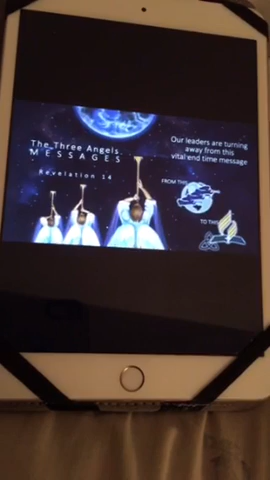 The Three Angels
MESSAGES
Revelation 14
Our leaders are turning
away from this
vital end time message
FROM THIS
TO THIS